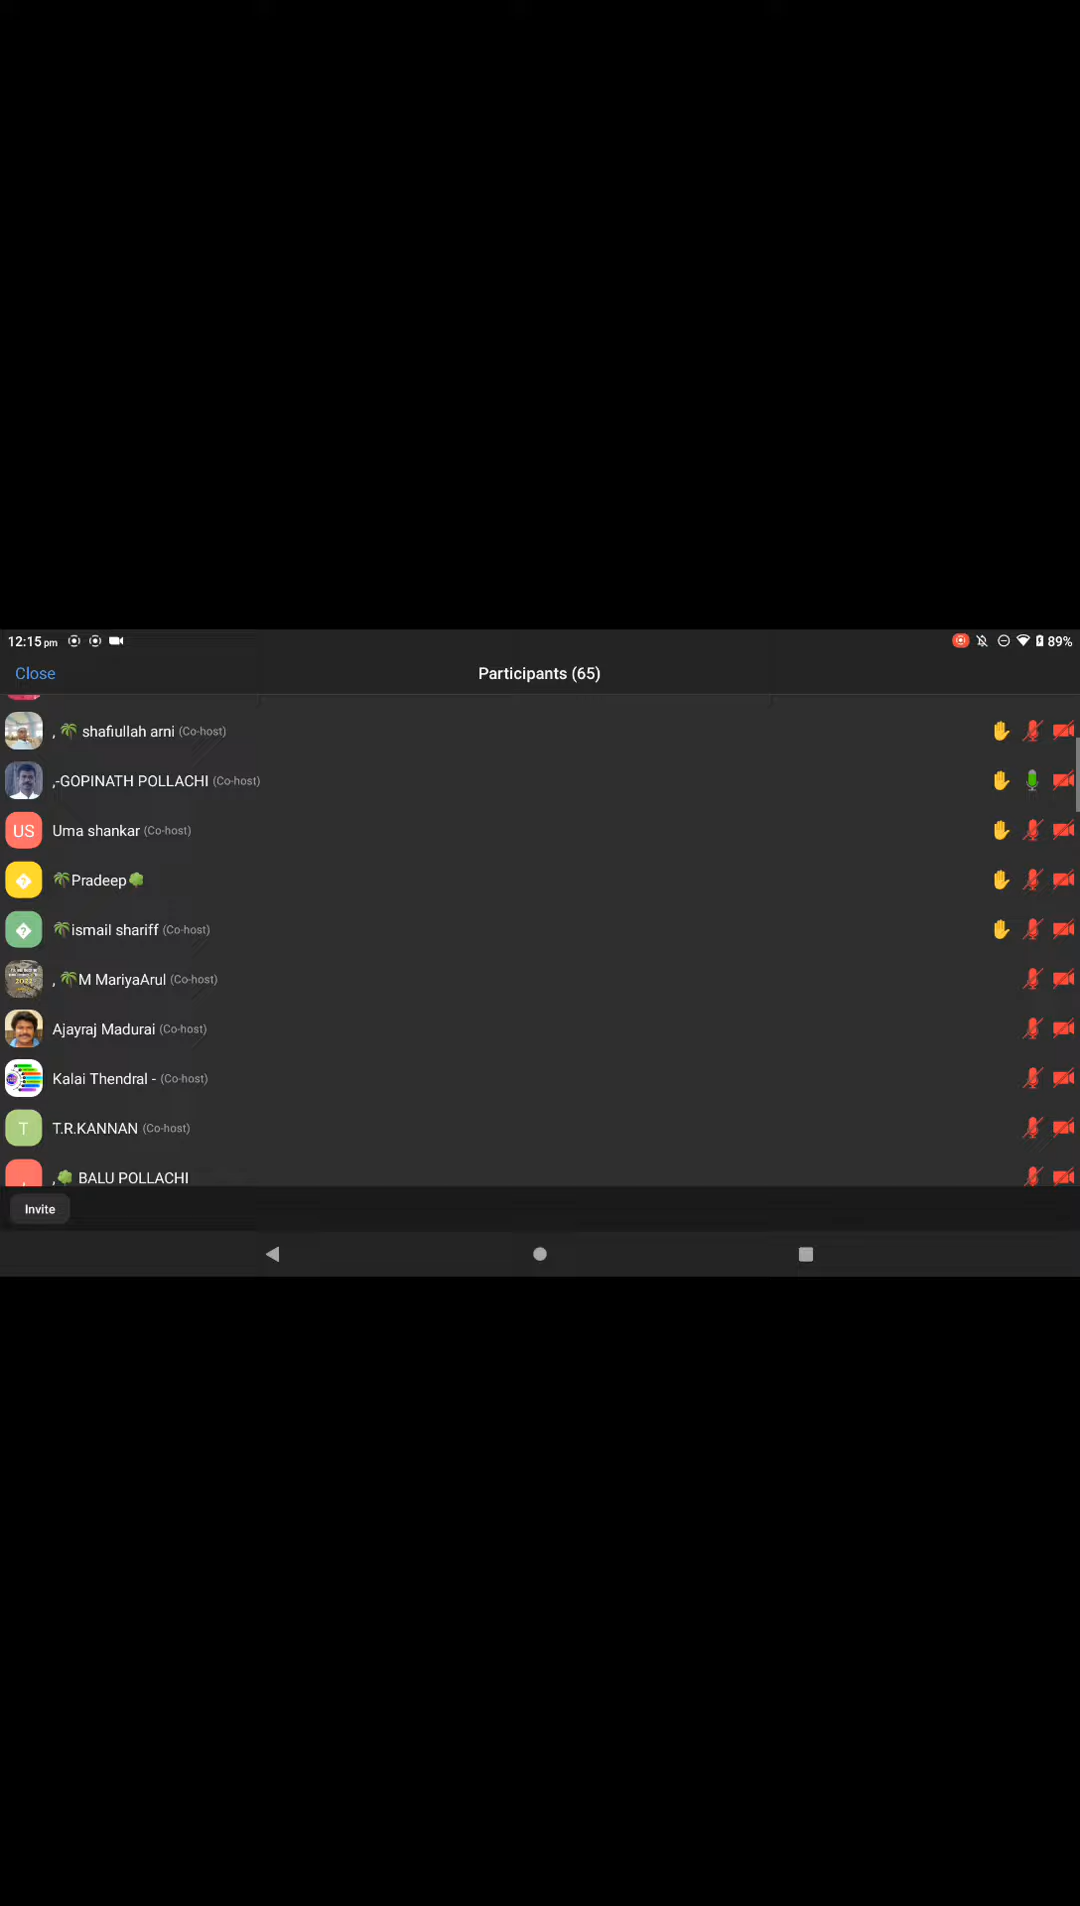 12:15 pm 89%
Close Participants (65)
, 🌴 shafiullah arni (Co-host)
,-GOPINATH POLLACHI (Co-host)
US Uma shankar (Co-host)
🌴Pradeep🌳
🌴ismail shariff (Co-host)
, 🌴M MariyaArul (Co-host)
Ajayraj Madurai (Co-host)
Kalai Thendral - (Co-host)
T T.R.KANNAN (Co-host)
,🌳 BALU POLLACHI
Invite